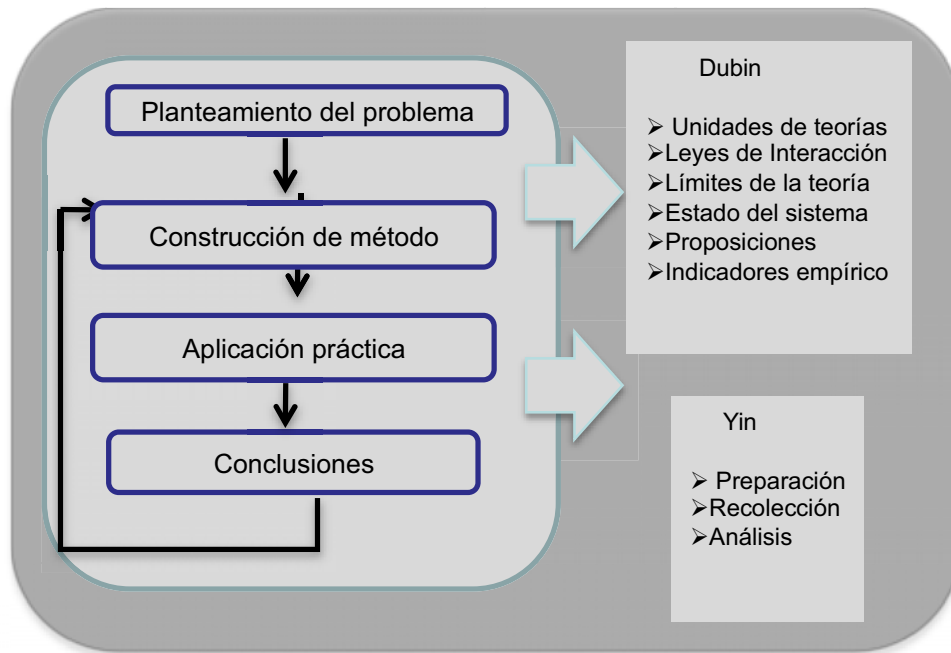 Planteamiento del problema
Construcción de método
Aplicación práctica
Conclusiones
Dubin
➢ Unidades de teorías
➢Leyes de Interacción
➢Límites de la teoría
➢Estado del sistema
➢Proposiciones
➢Indicadores empírico
Yin
➢ Preparación
➢Recolección
➢Análisis